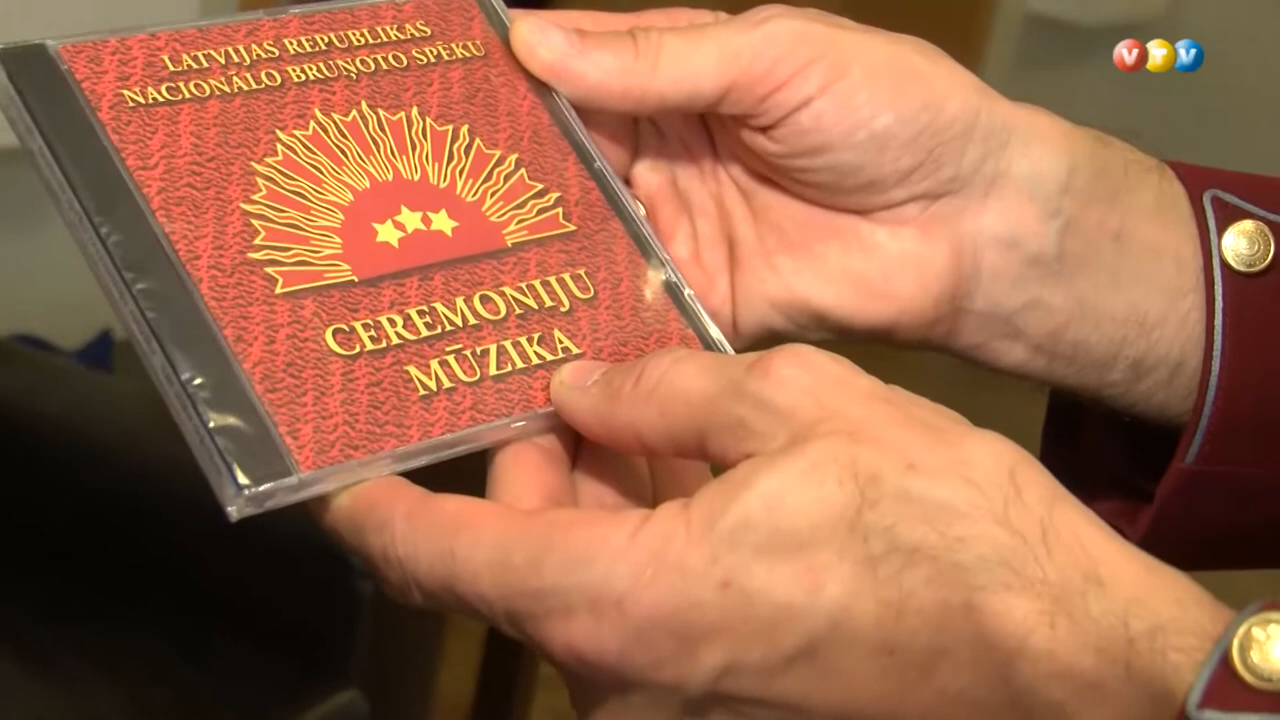 LATVIJAS REPUBLIKAS
NACIONĀLO BRUŅOTO SPĒKU
CEREMONIJU
MŪZIKA
VTV